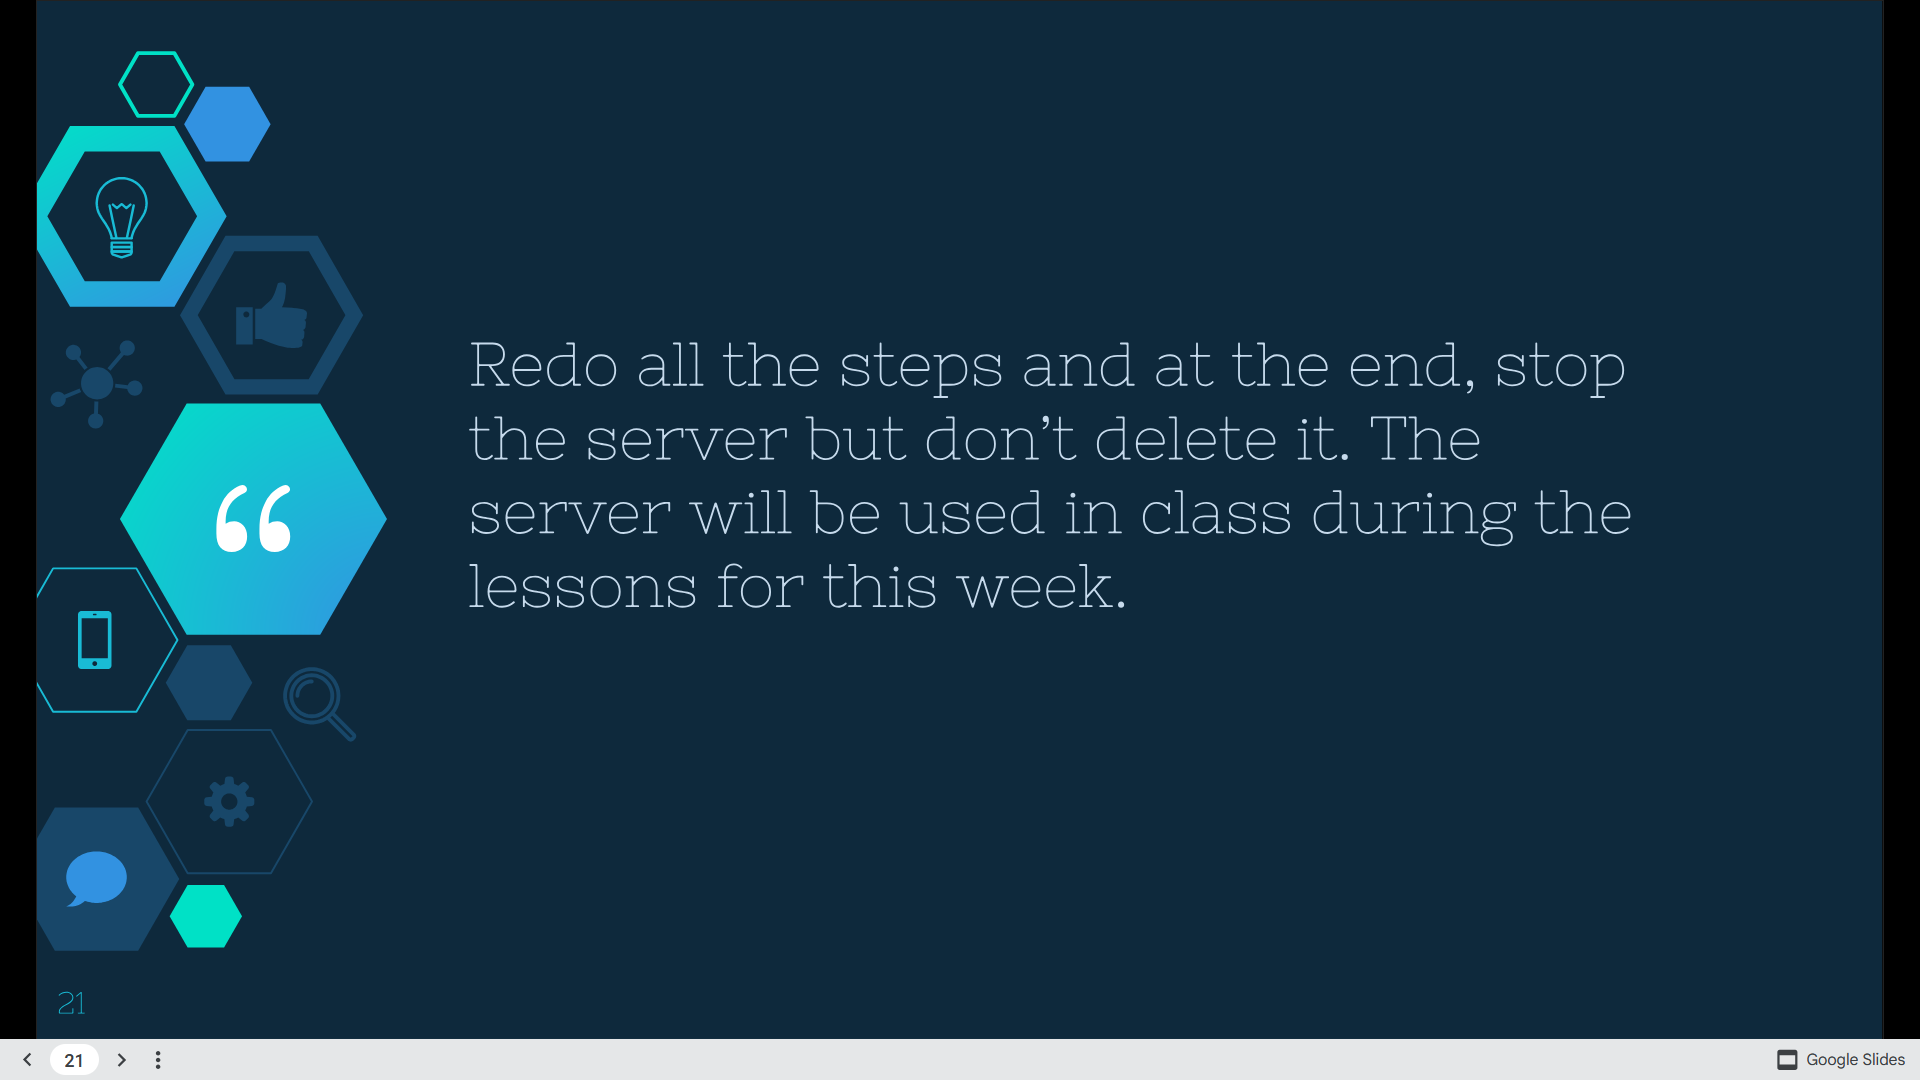 Redo all the steps and at the end, stop
the server but don’t delete it. The
server will be used in class during the
lessons for this week.
21
21
Google Slides